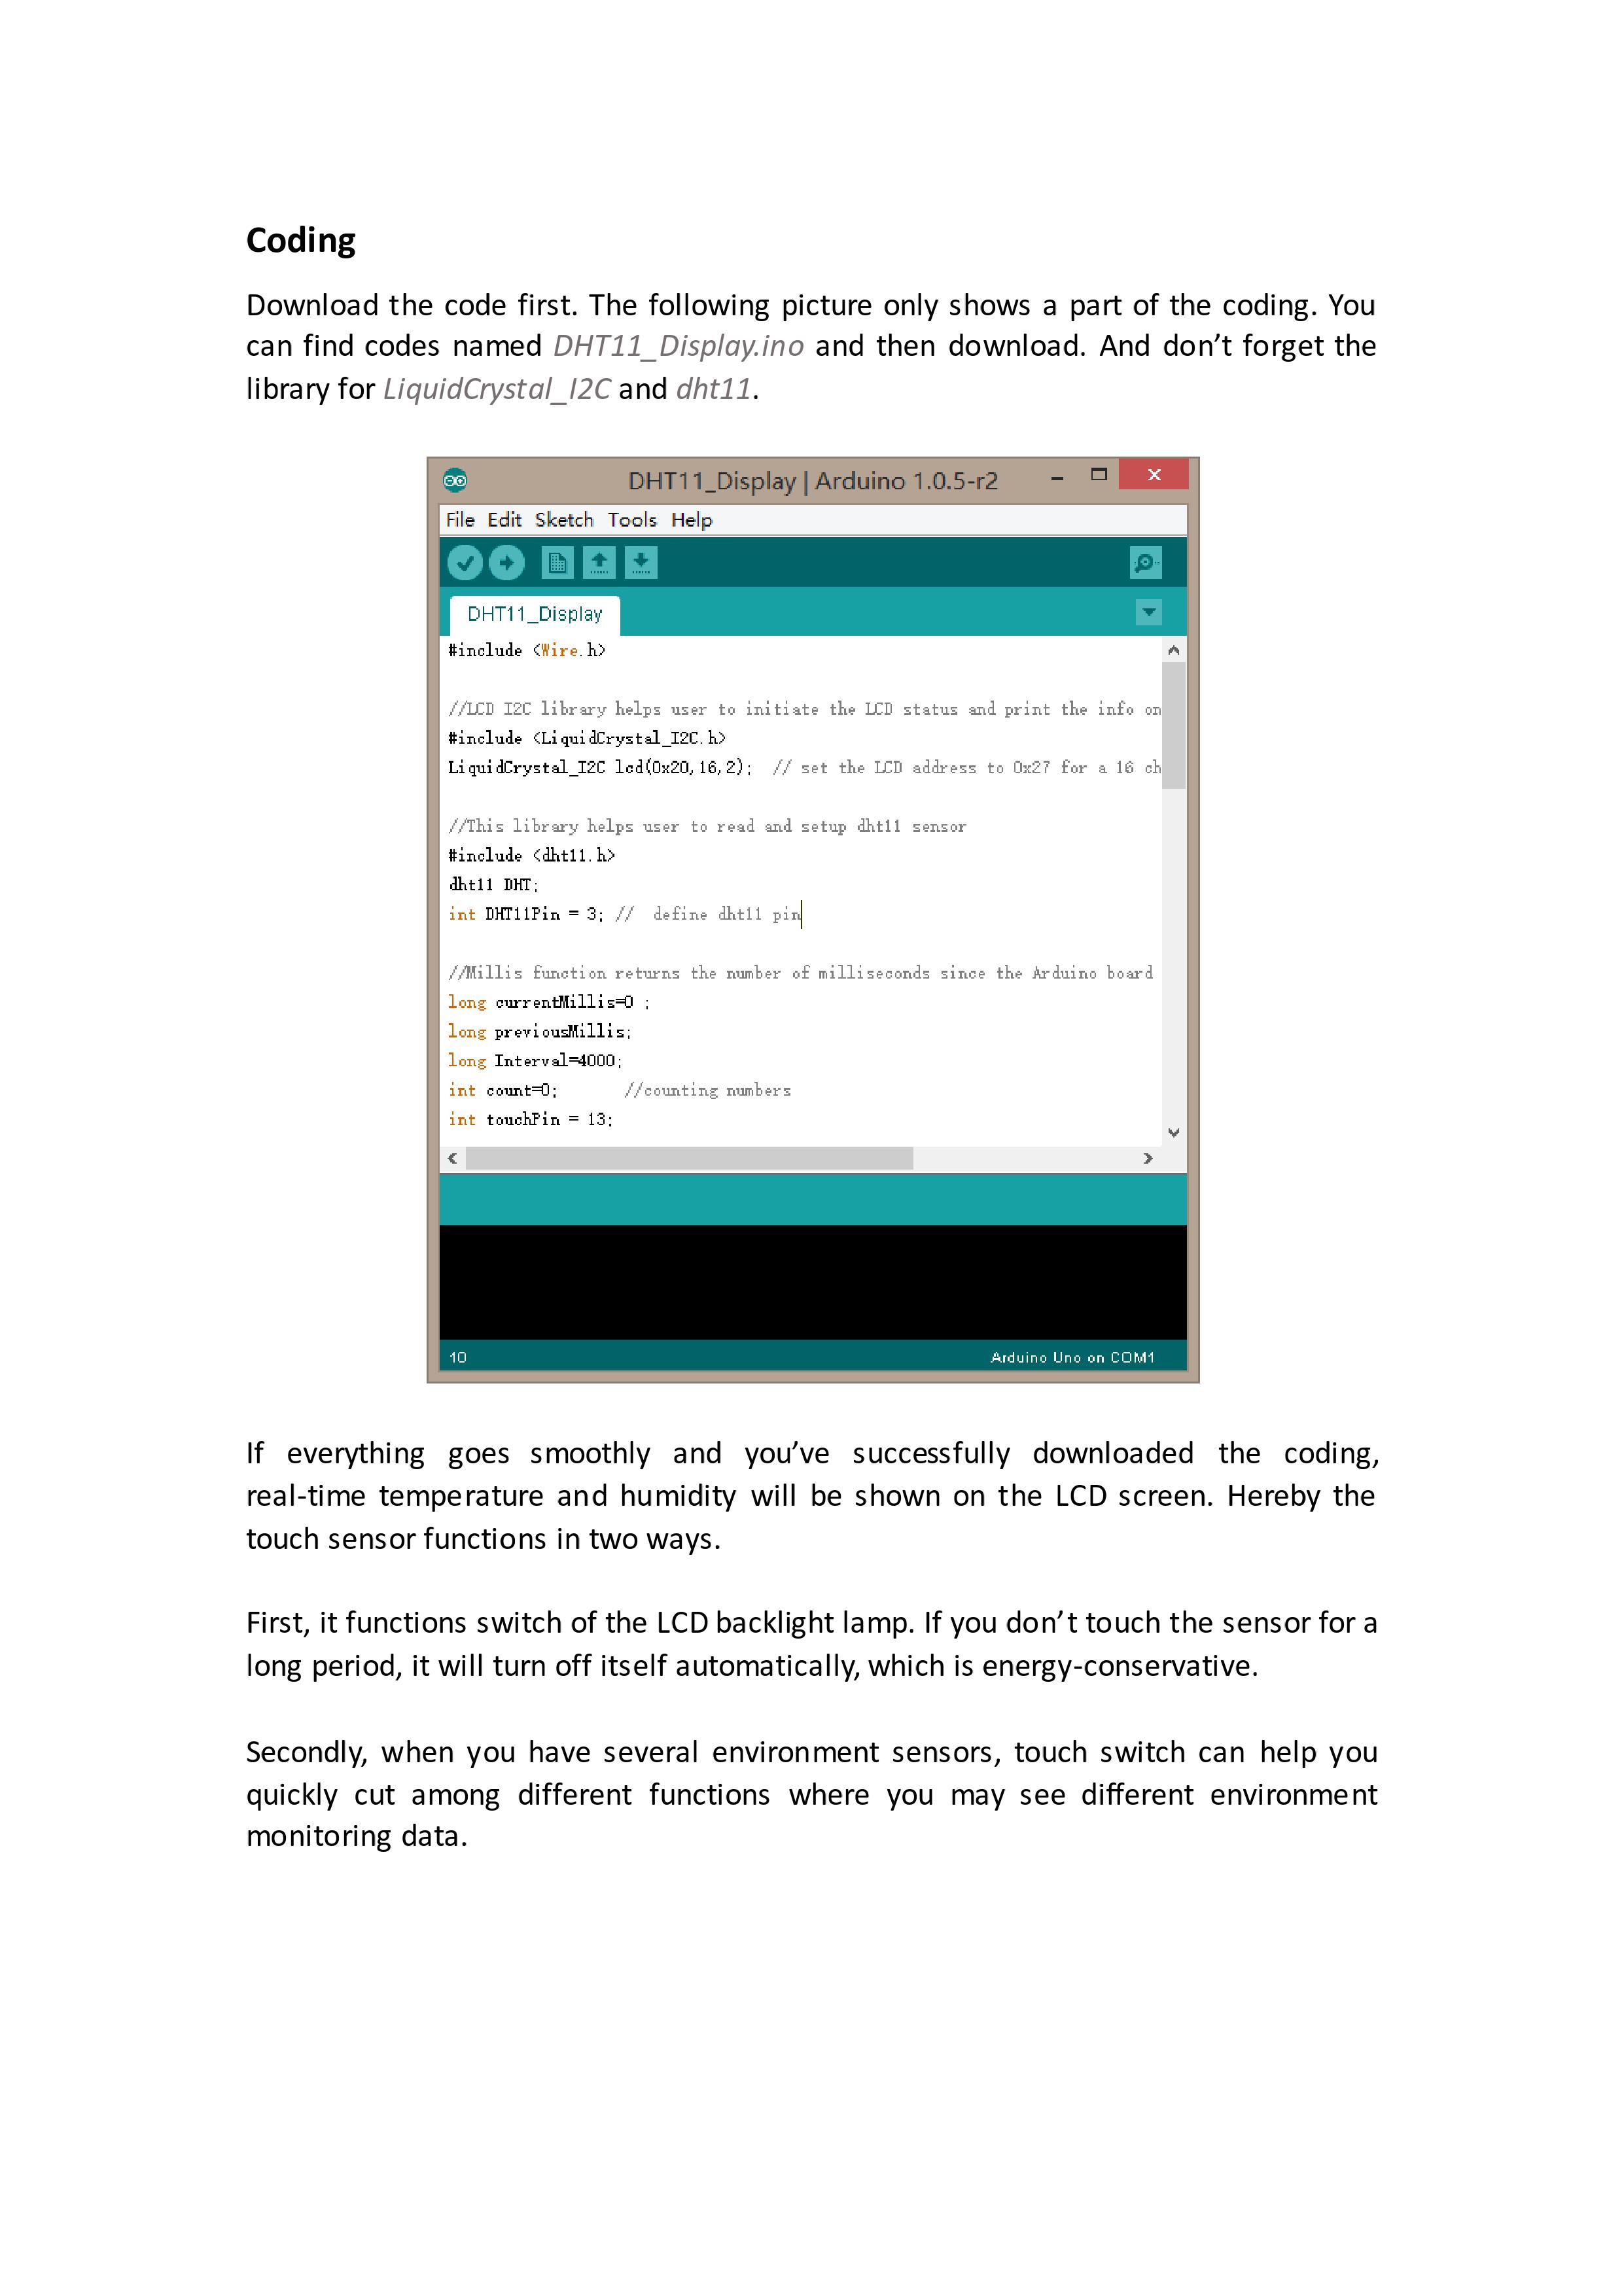 Coding
Download the code first. The following picture only shows a part of the coding. You
can find codes named DHT11_Display.ino and then download. And don’t forget the
library for LiquidCrystal_I2C and dht11.
DHT11_Display | Arduino 1.0.5-r2
File Edit Sketch Tools Help
DHT11_Display
#include <Wire.h>
//LCD I2C library helps user to initiate the LCD status and print the info on
#include <LiquidCrystal_I2C.h>
LiquidCrystal_I2C lcd(0x20,16,2);  // set the LCD address to 0x27 for a 16 ch
//This library helps user to read and setup dht11 sensor
#include <dht11.h>
dht11 DHT;
int DHT11Pin = 3; //  define dht11 pin
//Millis function returns the number of milliseconds since the Arduino board
long currentMillis=0 ;
long previousMillis;
long Interval=4000;
int count=0;       //counting numbers
int touchPin = 13;
10 Arduino Uno on COM1
If everything goes smoothly and you’ve successfully downloaded the coding,
real-time temperature and humidity will be shown on the LCD screen. Hereby the
touch sensor functions in two ways.
First, it functions switch of the LCD backlight lamp. If you don’t touch the sensor for a
long period, it will turn off itself automatically, which is energy-conservative.
Secondly, when you have several environment sensors, touch switch can help you
quickly cut among different functions where you may see different environment
monitoring data.